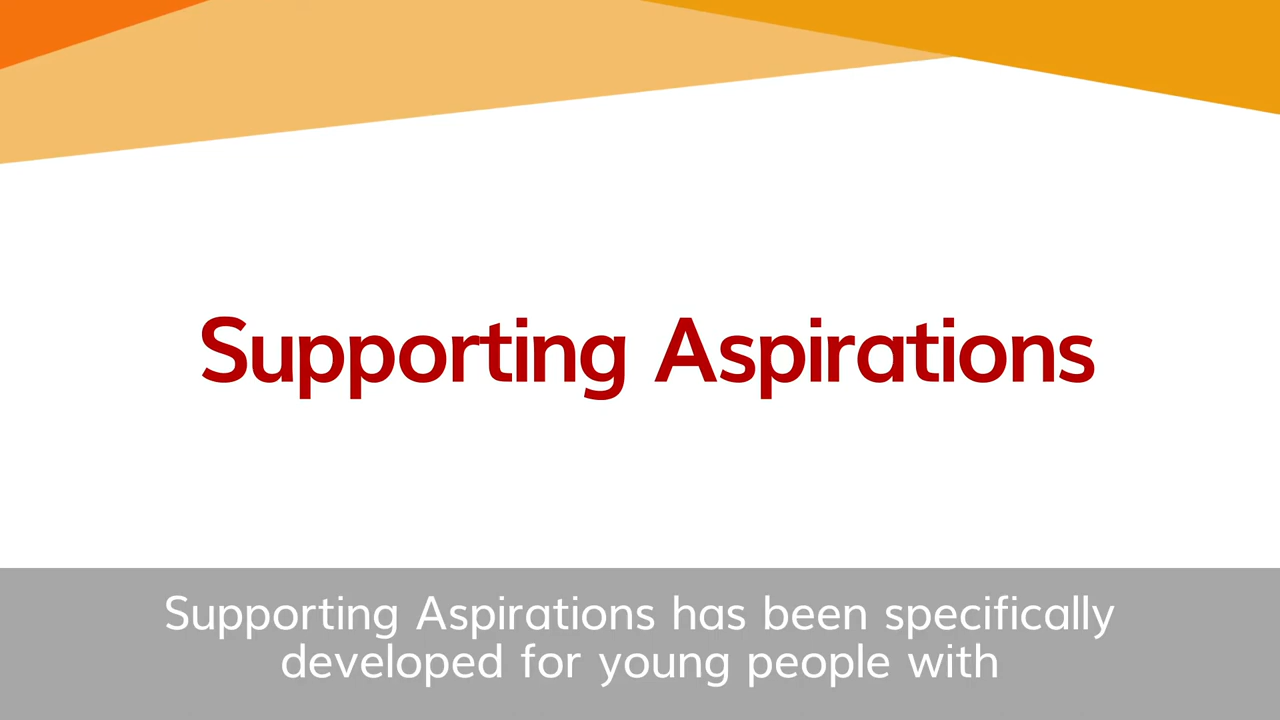 Supporting Aspirations
Supporting Aspirations has been specifically
developed for young people with